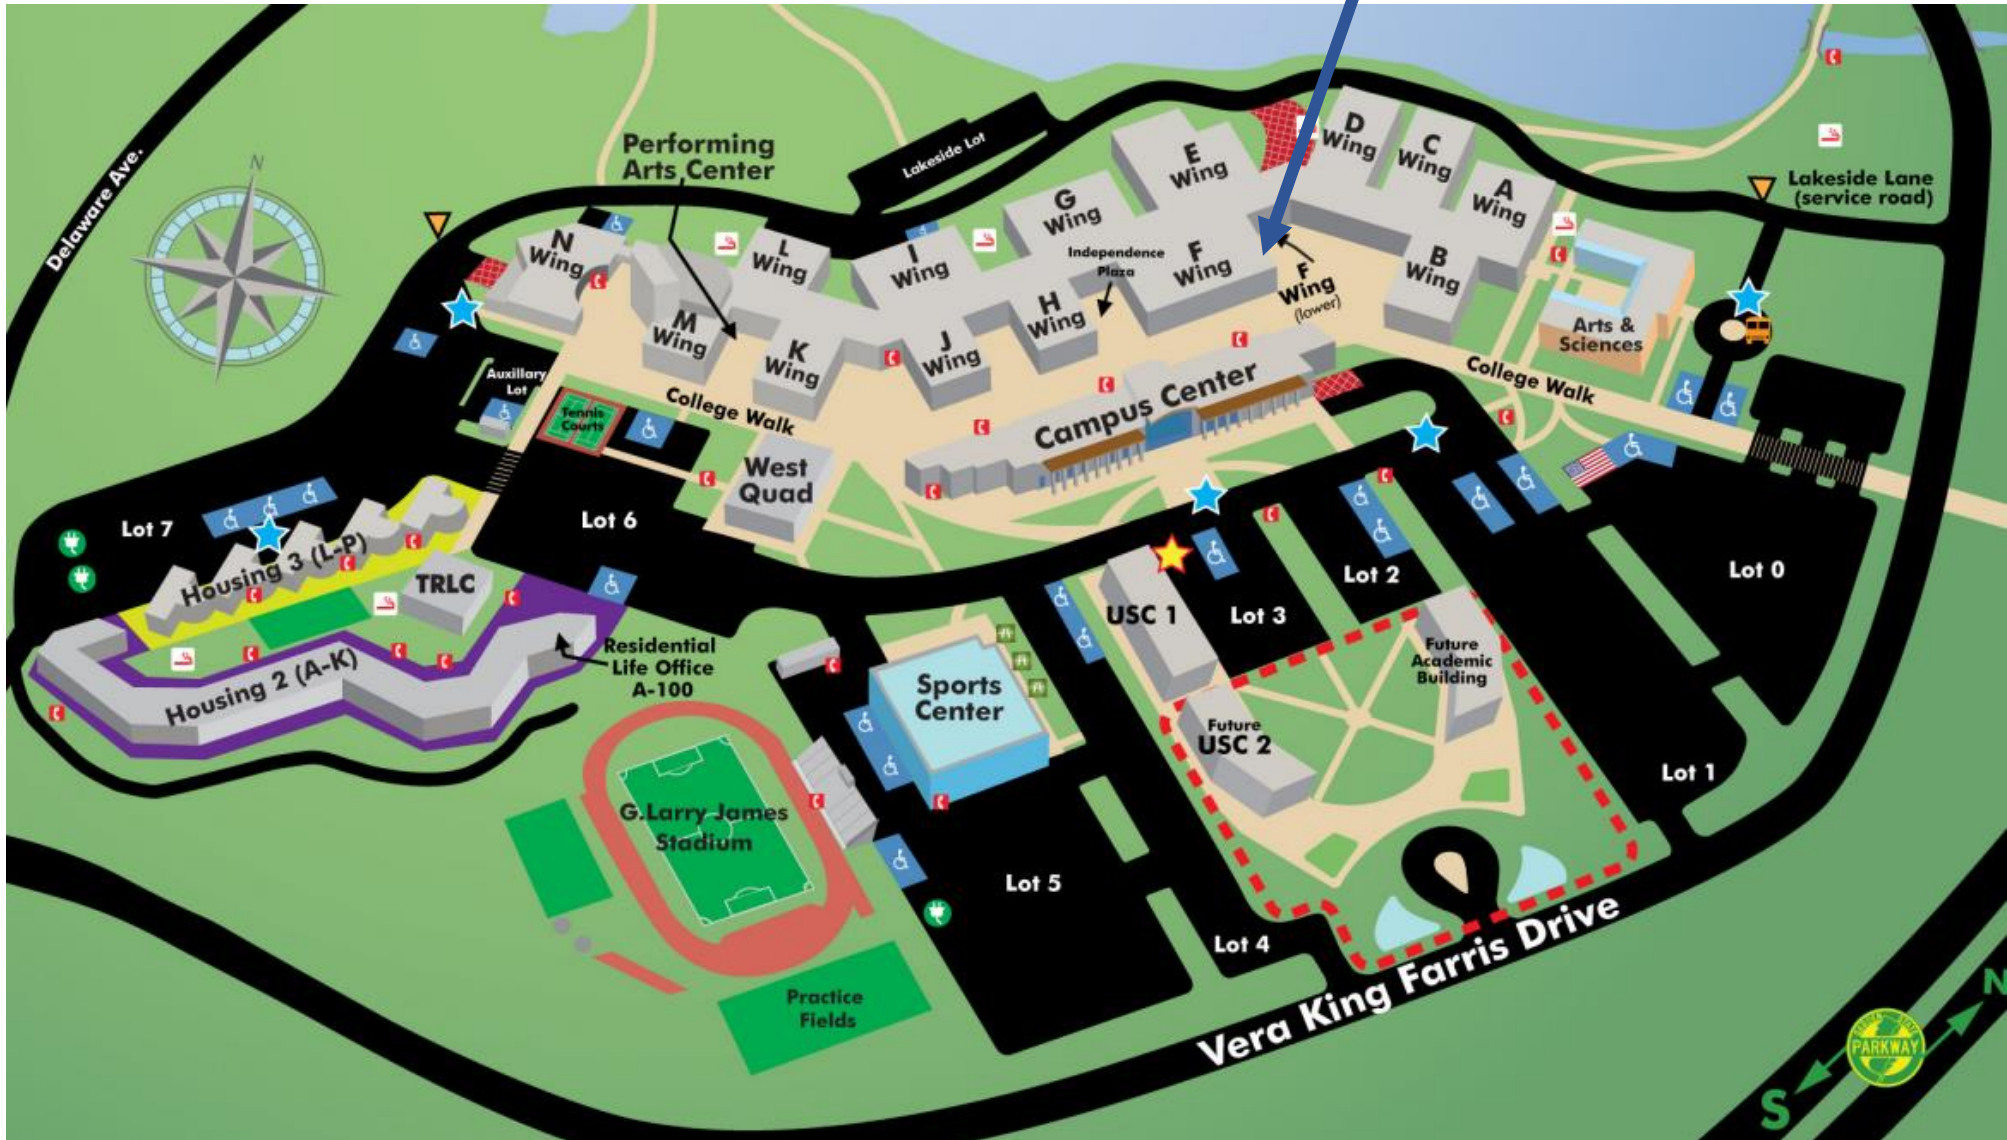 Performing
Arts Center
Lakeside Lot
D
Wing
C
Wing
E
Wing
A
Wing
Lakeside Lane
(service road)
Delaware Ave.
N
G
Wing
N
Wing
L
Wing
I
Wing
Independence
Plaza
F
Wing
F
Wing
(lower)
B
Wing
H
Wing
M
Wing
K
Wing
J
Wing
Arts &
Sciences
Auxillary
Lot
Tennis
Courts
College Walk
Campus Center
College Walk
West
Quad
Lot 7
Lot 6
Housing 3 (L-P)
TRLC
Housing 2 (A-K)
Residential
Life Office
A-100
Lot 0
Lot 2
Lot 3
USC 1
Future
Academic
Building
Sports
Center
Future
USC 2
Lot 1
G.Larry James
Stadium
Lot 5
Lot 4
Practice
Fields
Vera King Farris Drive
N
GARDEN STATE
PARKWAY
S